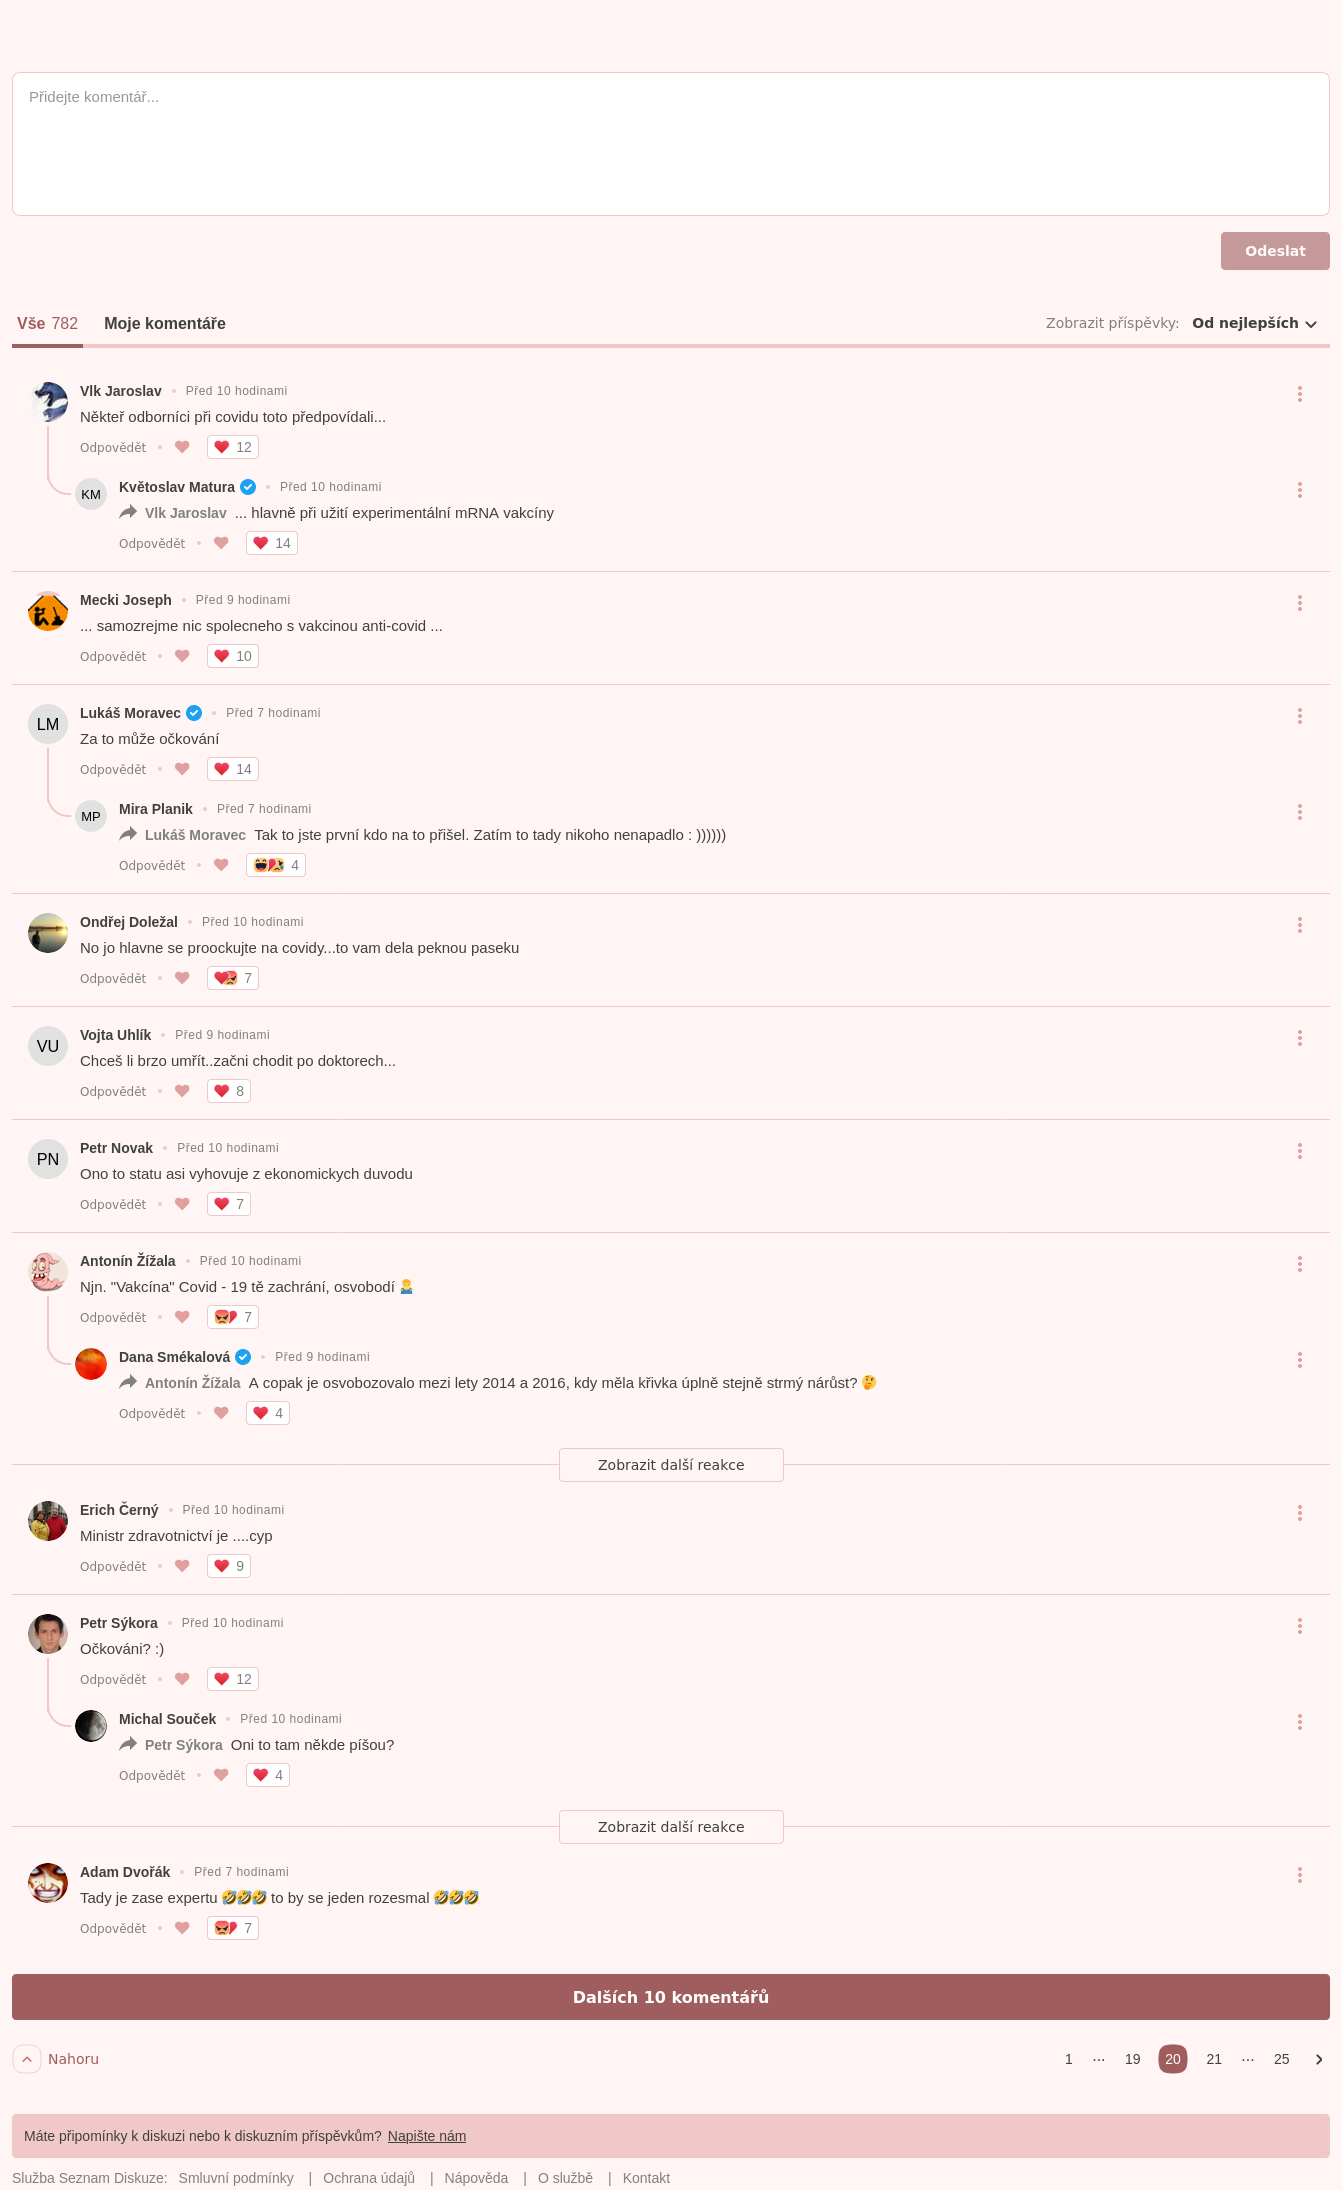 Přidejte komentář...
Odeslat
Vše 782 Moje komentáře Zobrazit příspěvky: Od nejlepších
Vlk Jaroslav • Před 10 hodinami
Někteř odborníci při covidu toto předpovídali...
Odpovědět • 12
KM Květoslav Matura • Před 10 hodinami
Vlk Jaroslav ... hlavně při užití experimentální mRNA vakcíny
Odpovědět • 14
Mecki Joseph • Před 9 hodinami
... samozrejme nic spolecneho s vakcinou anti-covid ...
Odpovědět • 10
LM Lukáš Moravec • Před 7 hodinami
Za to může očkování
Odpovědět • 14
MP Mira Planik • Před 7 hodinami
Lukáš Moravec Tak to jste první kdo na to přišel. Zatím to tady nikoho nenapadlo : ))))))
Odpovědět • 4
Ondřej Doležal • Před 10 hodinami
No jo hlavne se proockujte na covidy...to vam dela peknou paseku
Odpovědět • 7
VU Vojta Uhlík • Před 9 hodinami
Chceš li brzo umřít..začni chodit po doktorech...
Odpovědět • 8
PN Petr Novak • Před 10 hodinami
Ono to statu asi vyhovuje z ekonomickych duvodu
Odpovědět • 7
Antonín Žížala • Před 10 hodinami
Njn. "Vakcína" Covid - 19 tě zachrání, osvobodí 🤷‍♂️
Odpovědět • 7
Dana Smékalová • Před 9 hodinami
Antonín Žížala A copak je osvobozovalo mezi lety 2014 a 2016, kdy měla křivka úplně stejně strmý nárůst? 🤔
Odpovědět • 4
Zobrazit další reakce
Erich Černý • Před 10 hodinami
Ministr zdravotnictví je ....cyp
Odpovědět • 9
Petr Sýkora • Před 10 hodinami
Očkováni? :)
Odpovědět • 12
Michal Souček • Před 10 hodinami
Petr Sýkora Oni to tam někde píšou?
Odpovědět • 4
Zobrazit další reakce
Adam Dvořák • Před 7 hodinami
Tady je zase expertu 🤣🤣🤣 to by se jeden rozesmal 🤣🤣🤣
Odpovědět • 7
Dalších 10 komentářů
Nahoru 1 ... 19 20 21 ... 25
Máte připomínky k diskuzi nebo k diskuzním příspěvkům? Napište nám
Služba Seznam Diskuze: Smluvní podmínky | Ochrana údajů | Nápověda | O službě | Kontakt